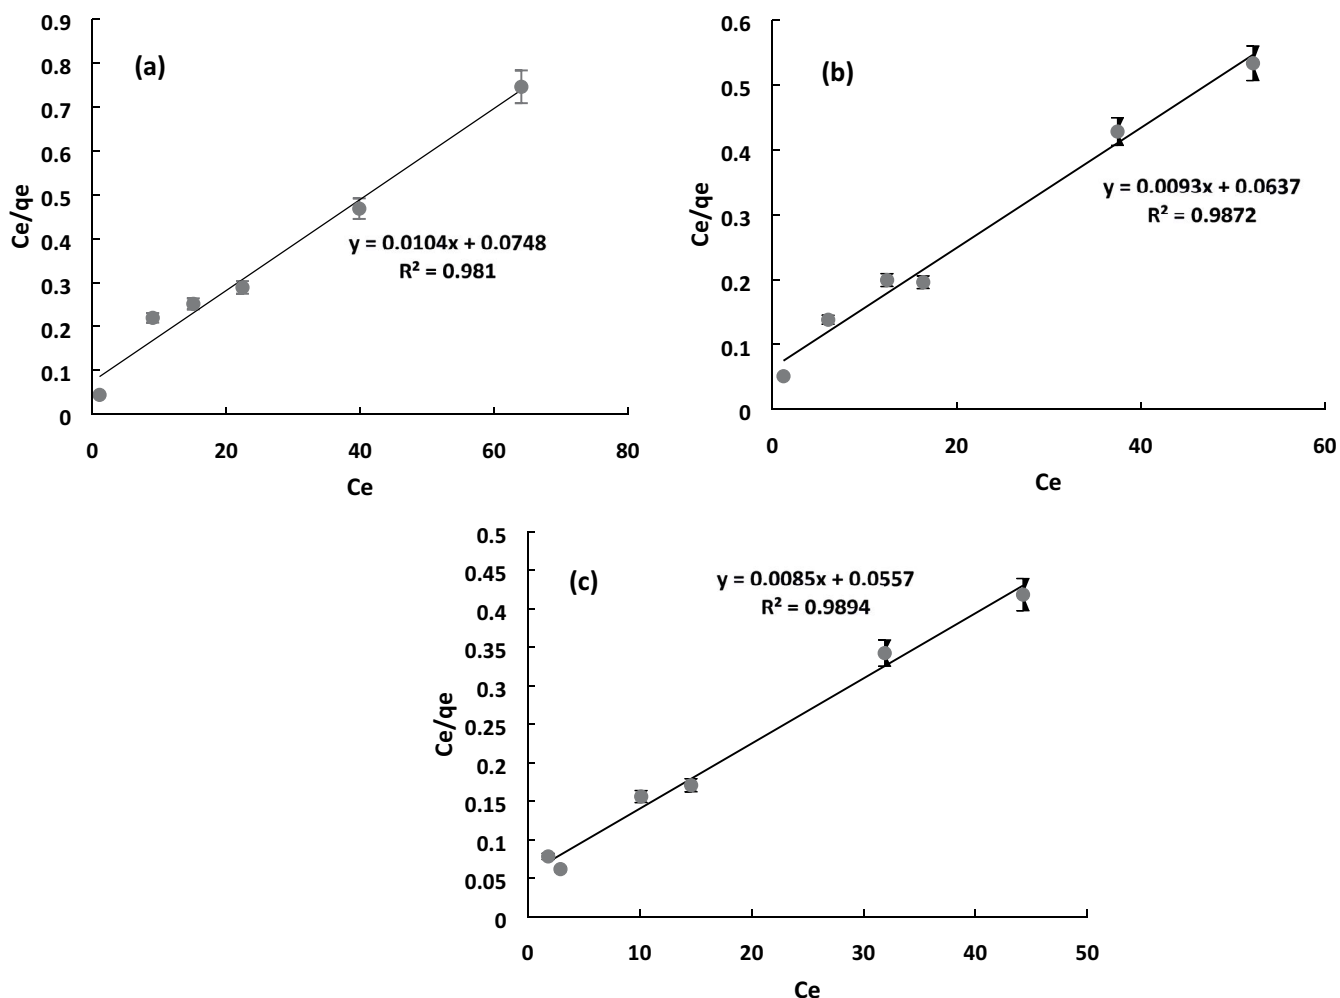 (a)
0.9
0.8
0.7
0.6
0.5
0.4
0.3
0.2
0.1
0
Ce/qe
y = 0.0104x + 0.0748
R² = 0.981
0 20 40 60 80
Ce
(b)
0.6
0.5
0.4
0.3
0.2
0.1
0
Ce/qe
y = 0.0093x + 0.0637
R² = 0.9872
0 20 40 60
Ce
(c)
0.5
0.45
0.4
0.35
0.3
0.25
0.2
0.15
0.1
0.05
0
Ce/qe
y = 0.0085x + 0.0557
R² = 0.9894
0 10 20 30 40 50
Ce